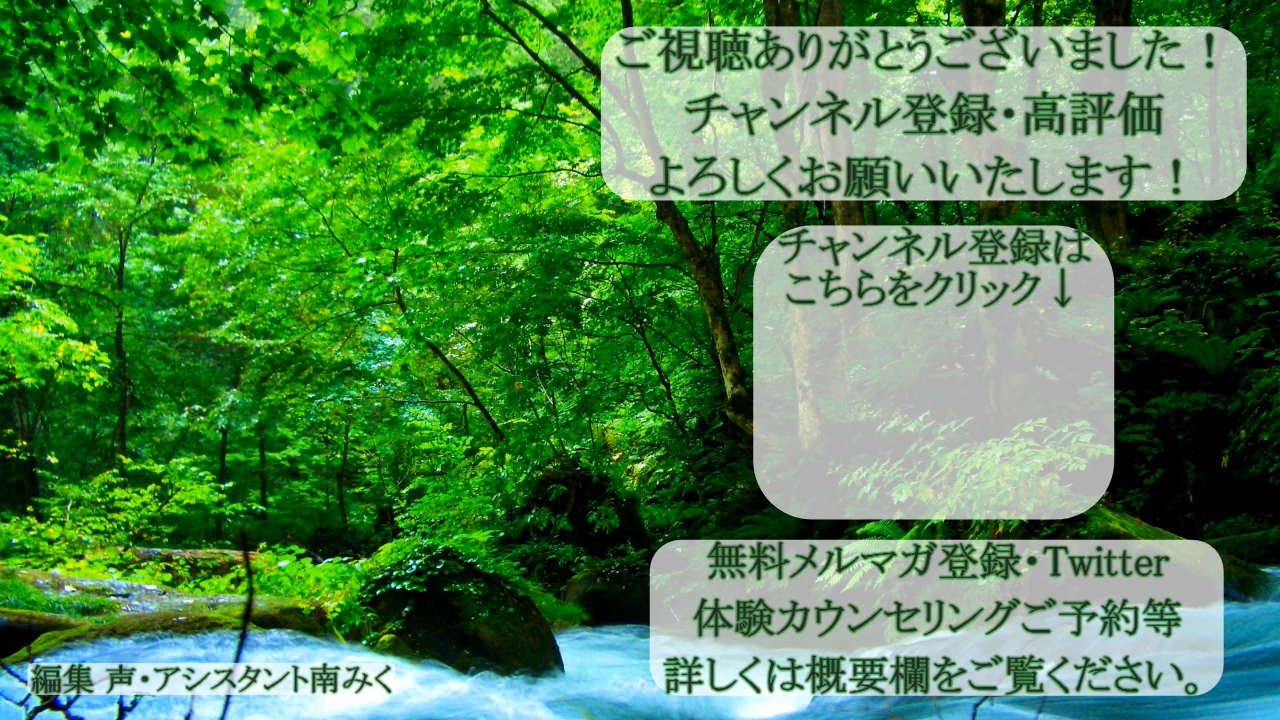 ご視聴ありがとうございました！
チャンネル登録・高評価
よろしくお願いいたします！
チャンネル登録は
こちらをクリック↓
無料メルマガ登録・Twitter
体験カウンセリングご予約等
詳しくは概要欄をご覧ください。
編集 声・アシスタント南みく